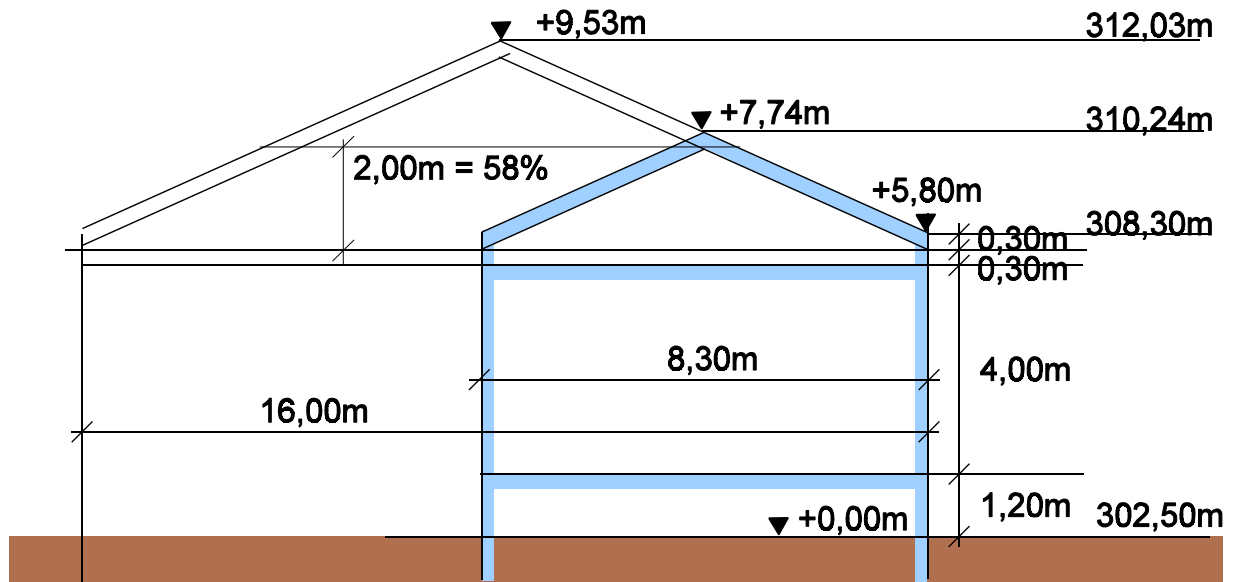 +9,53m
312,03m
+7,74m
310,24m
2,00m = 58%
+5,80m
308,30m
0,30m
0,30m
8,30m
4,00m
16,00m
1,20m
+0,00m
302,50m